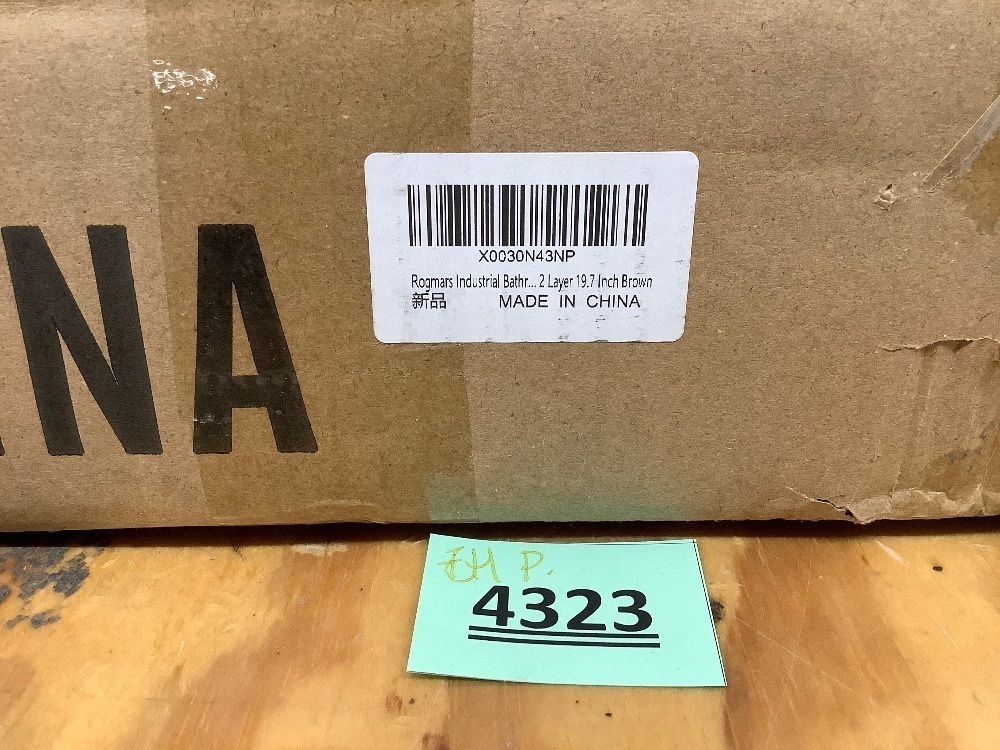 NA
X0030N43NP
Rogmars Industrial Bathr... 2 Layer 19.7 Inch Brown
新品 MADE IN CHINA
P.
4323